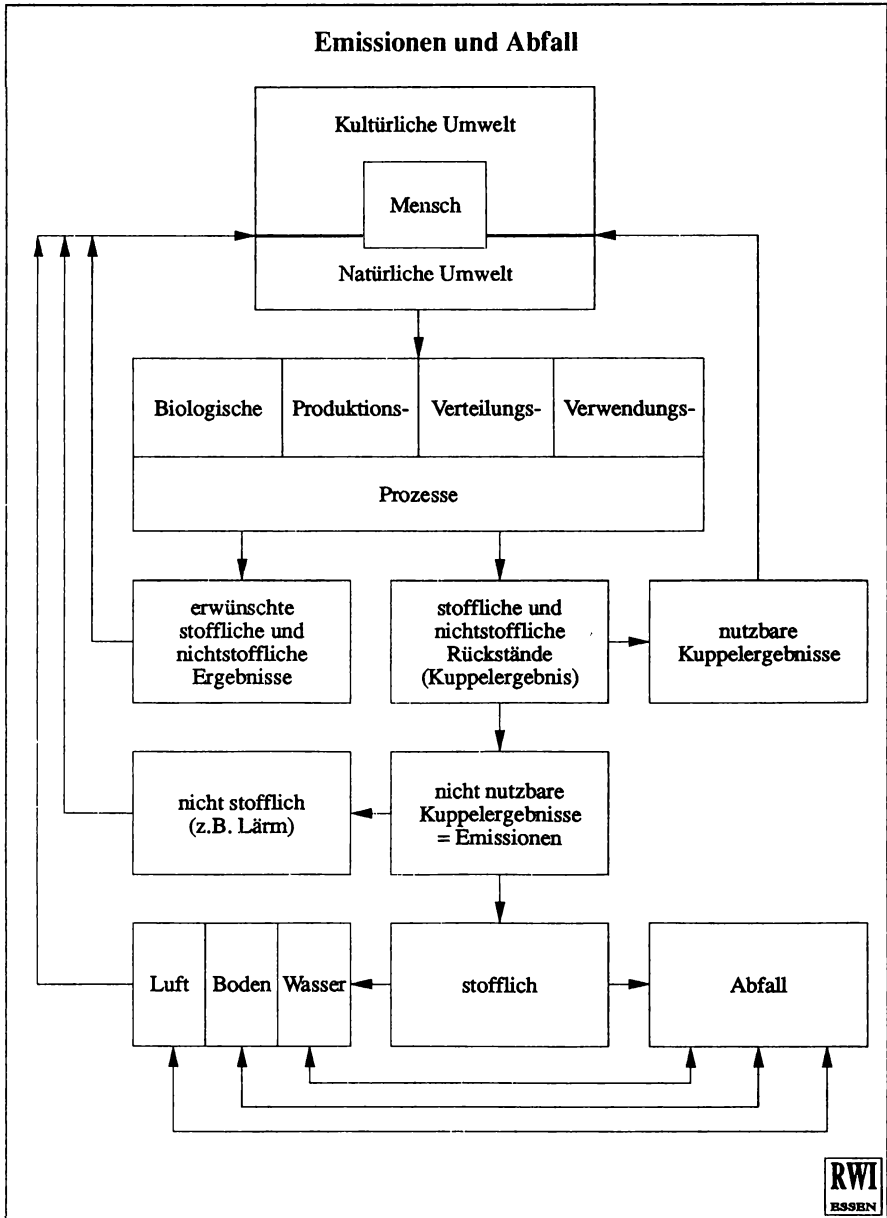 Emissionen und Abfall
Kultürliche Umwelt
Mensch
Natürliche Umwelt
Biologische
Produktions-
Verteilungs-
Verwendungs-
Prozesse
erwünschte
stoffliche und
nichtstoffliche
Ergebnisse
stoffliche und
nichtstoffliche
Rückstände
(Kuppelergebnis)
nutzbare
Kuppelergebnisse
nicht stofflich
(z.B. Lärm)
nicht nutzbare
Kuppelergebnisse
= Emissionen
Luft
Boden
Wasser
stofflich
Abfall
RWI
ESSEN